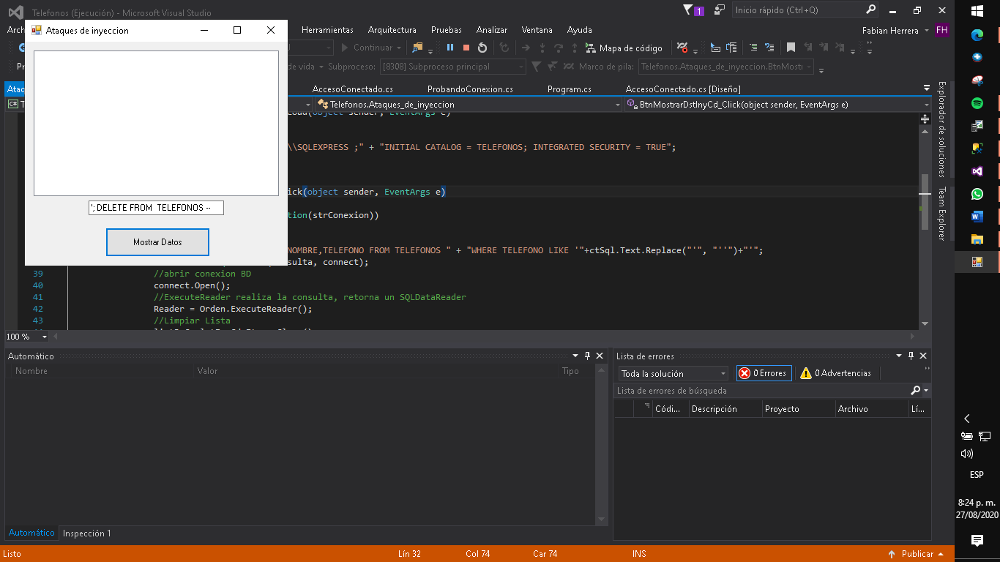 Telefonos (Ejecución) - Microsoft Visual Studio
1
Inicio rápido (Ctrl+Q)
Ataques de inyeccion
Herramientas Arquitectura Pruebas Analizar Ventana Ayuda
Fabian Herrera
FH
Continuar
Mapa de código
de vida
Subproceso:
[8308] Subproceso principal
Marco de pila:
Telefonos.Ataques_de_inyeccion.BtnMostr
AccesoConectado.cs
ProbandoConexion.cs
Program.cs
AccesoConectado.cs [Diseño]
Telefonos.Ataques_de_inyeccion
BtnMostrarDstInyCd_Click(object sender, EventArgs e)
oad(object sender, EventArgs e)
\\SQLEXPRESS ;" + "INITIAL CATALOG = TELEFONOS; INTEGRATED SECURITY = TRUE";
ick(object sender, EventArgs e)
tion(strConexion))
NOMBRE,TELEFONO FROM TELEFONOS " + "WHERE TELEFONO LIKE '"+ctSql.Text.Replace("'", "''")+"'";
sulta, connect);
'; DELETE FROM  TELEFONOS --
Mostrar Datos
39 //abrir conexion BD
40 connect.Open();
41 //ExecuteReader realiza la consulta, retorna un SQLDataReader
42 Reader = Orden.ExecuteReader();
43 //Limpiar Lista
100 %
Automático
Nombre Valor Tipo
Automático Inspección 1
Lista de errores
Toda la solución
0 Errores
0 Advertencias
Lista de errores de búsqueda
Códi... Descripción Proyecto Archivo Lí...
Explorador de soluciones
Team Explorer
Listo
Lín 32 Col 74 Car 74 INS
Publicar
ESP
8:24 p. m.
27/08/2020